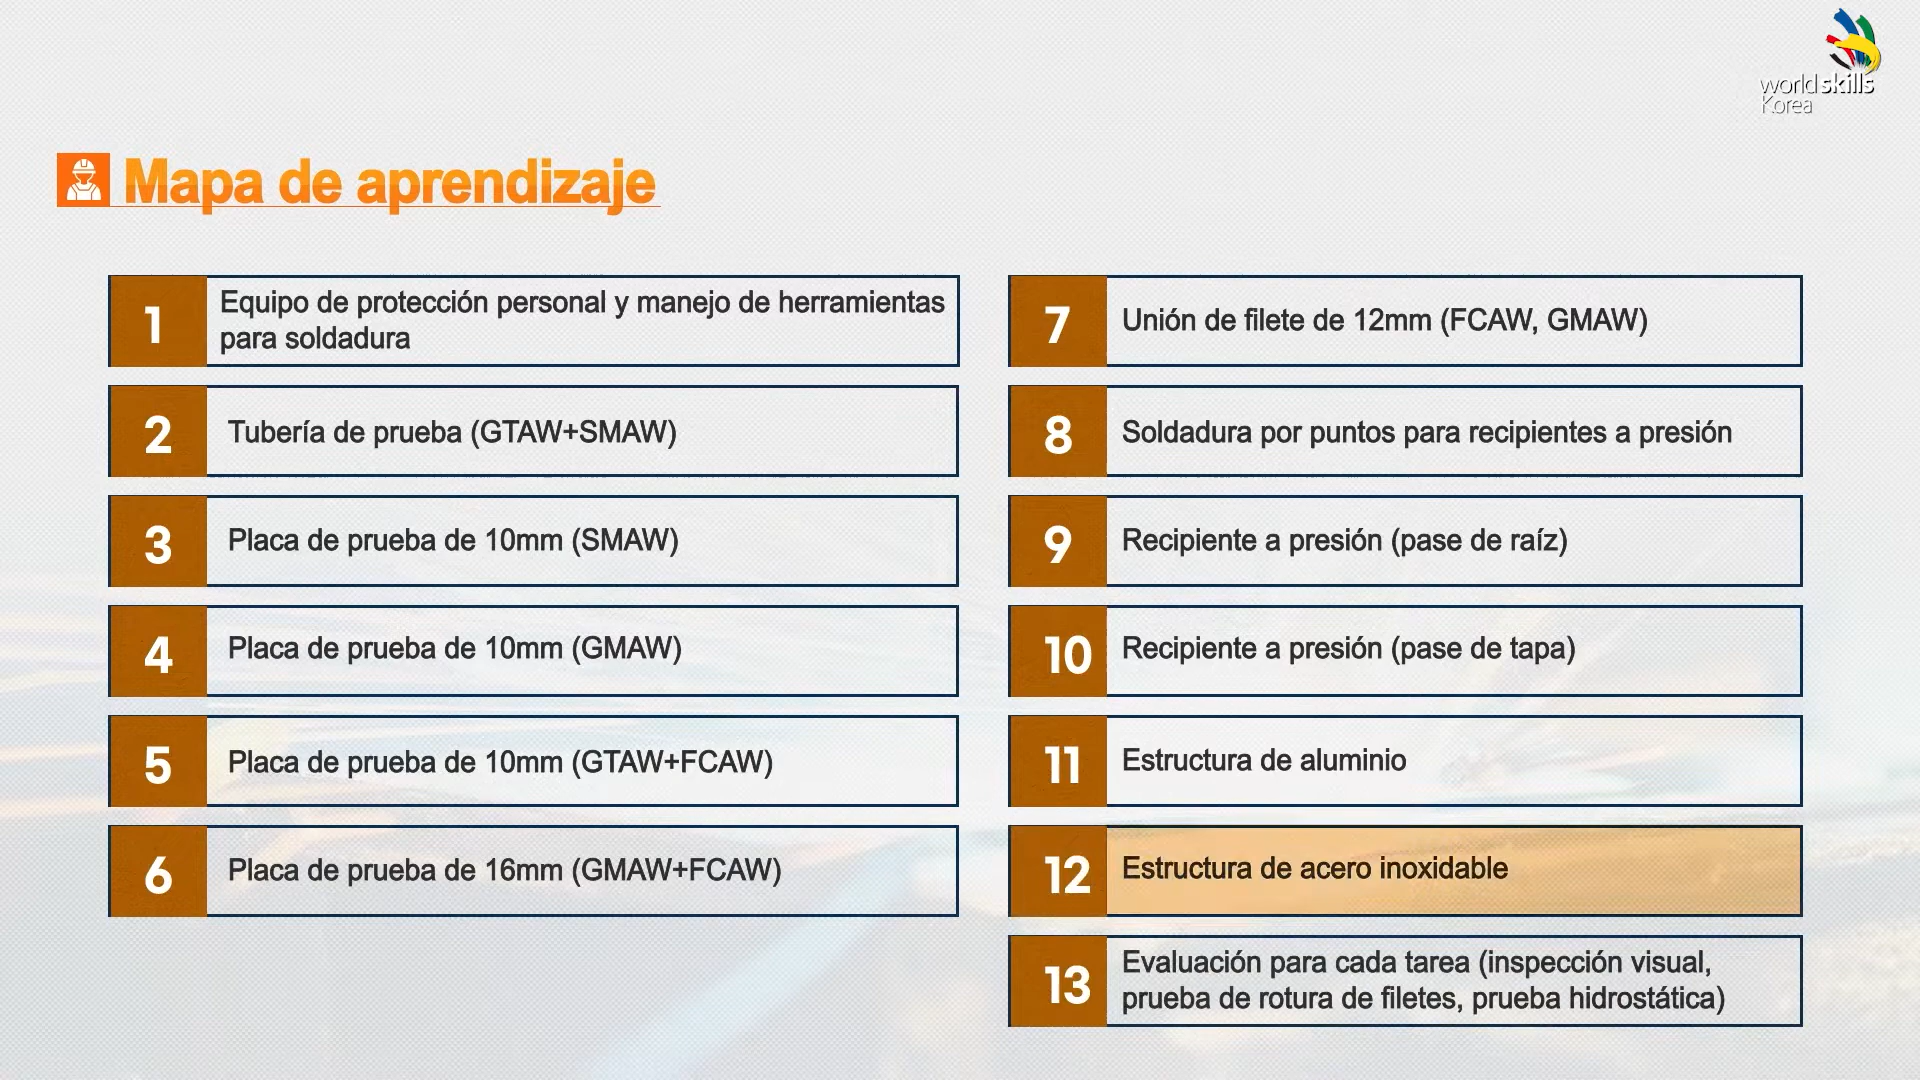 worldskills
Korea
Mapa de aprendizaje
1
Equipo de protección personal y manejo de herramientas
para soldadura
2
Tubería de prueba (GTAW+SMAW)
3
Placa de prueba de 10mm (SMAW)
4
Placa de prueba de 10mm (GMAW)
5
Placa de prueba de 10mm (GTAW+FCAW)
6
Placa de prueba de 16mm (GMAW+FCAW)
7
Unión de filete de 12mm (FCAW, GMAW)
8
Soldadura por puntos para recipientes a presión
9
Recipiente a presión (pase de raíz)
10
Recipiente a presión (pase de tapa)
11
Estructura de aluminio
12
Estructura de acero inoxidable
13
Evaluación para cada tarea (inspección visual,
prueba de rotura de filetes, prueba hidrostática)